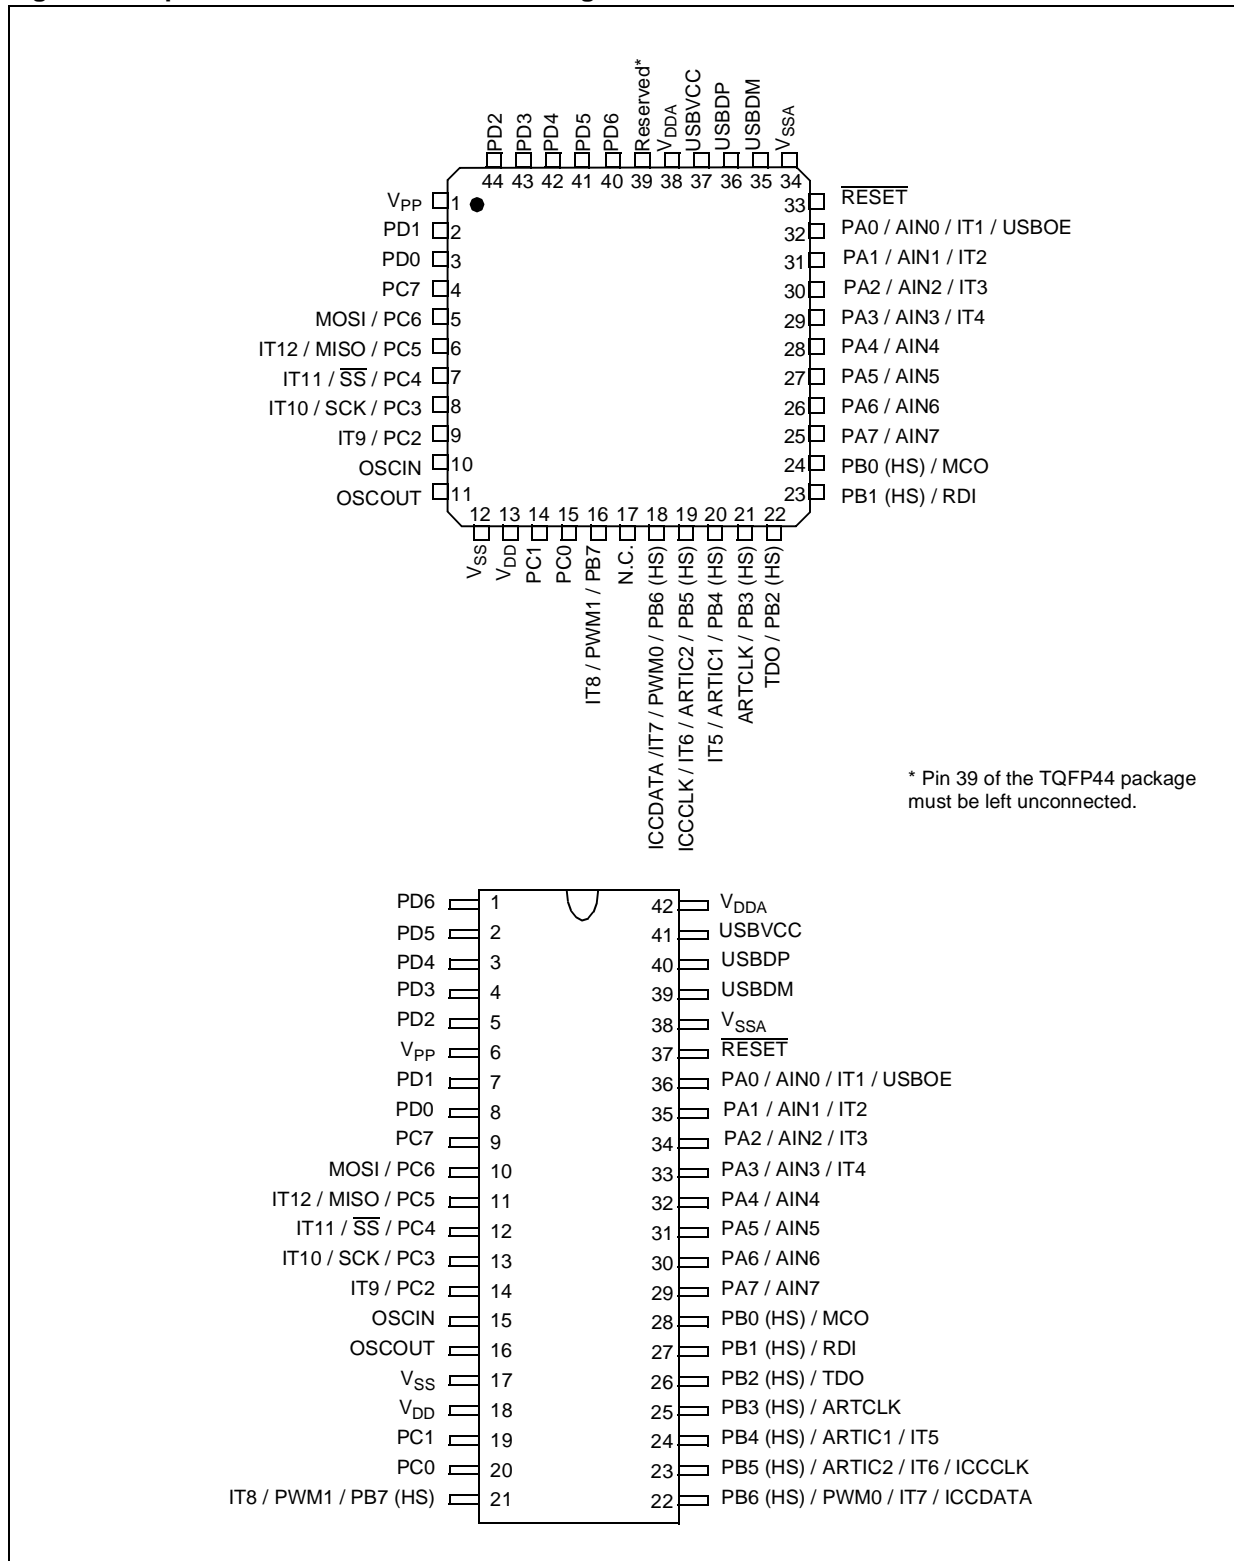 PD2
PD3
PD4
PD5
PD6
Reserved*
VDDA
USBVCC
USBDP
USBDM
VSSA
44 43 42 41 40 39 38 37 36 35 34
VPP 1
PD1 2
PD0 3
PC7 4
MOSI / PC6 5
IT12 / MISO / PC5 6
IT11 / SS / PC4 7
IT10 / SCK / PC3 8
IT9 / PC2 9
OSCIN 10
OSCOUT 11
33 RESET
32 PA0 / AIN0 / IT1 / USBOE
31 PA1 / AIN1 / IT2
30 PA2 / AIN2 / IT3
29 PA3 / AIN3 / IT4
28 PA4 / AIN4
27 PA5 / AIN5
26 PA6 / AIN6
25 PA7 / AIN7
24 PB0 (HS) / MCO
23 PB1 (HS) / RDI
12 13 14 15 16 17 18 19 20 21 22
VSS
VDD
PC1
PC0
IT8 / PWM1 / PB7
N.C.
ICCDATA /IT7 / PWM0 / PB6 (HS)
ICCCLK / IT6 / ARTIC2 / PB5 (HS)
IT5 / ARTIC1 / PB4 (HS)
ARTCLK / PB3 (HS)
TDO / PB2 (HS)
* Pin 39 of the TQFP44 package
must be left unconnected.
PD6 1
PD5 2
PD4 3
PD3 4
PD2 5
VPP 6
PD1 7
PD0 8
PC7 9
MOSI / PC6 10
IT12 / MISO / PC5 11
IT11 / SS / PC4 12
IT10 / SCK / PC3 13
IT9 / PC2 14
OSCIN 15
OSCOUT 16
VSS 17
VDD 18
PC1 19
PC0 20
IT8 / PWM1 / PB7 (HS) 21
42 VDDA
41 USBVCC
40 USBDP
39 USBDM
38 VSSA
37 RESET
36 PA0 / AIN0 / IT1 / USBOE
35 PA1 / AIN1 / IT2
34 PA2 / AIN2 / IT3
33 PA3 / AIN3 / IT4
32 PA4 / AIN4
31 PA5 / AIN5
30 PA6 / AIN6
29 PA7 / AIN7
28 PB0 (HS) / MCO
27 PB1 (HS) / RDI
26 PB2 (HS) / TDO
25 PB3 (HS) / ARTCLK
24 PB4 (HS) / ARTIC1 / IT5
23 PB5 (HS) / ARTIC2 / IT6 / ICCCLK
22 PB6 (HS) / PWM0 / IT7 / ICCDATA